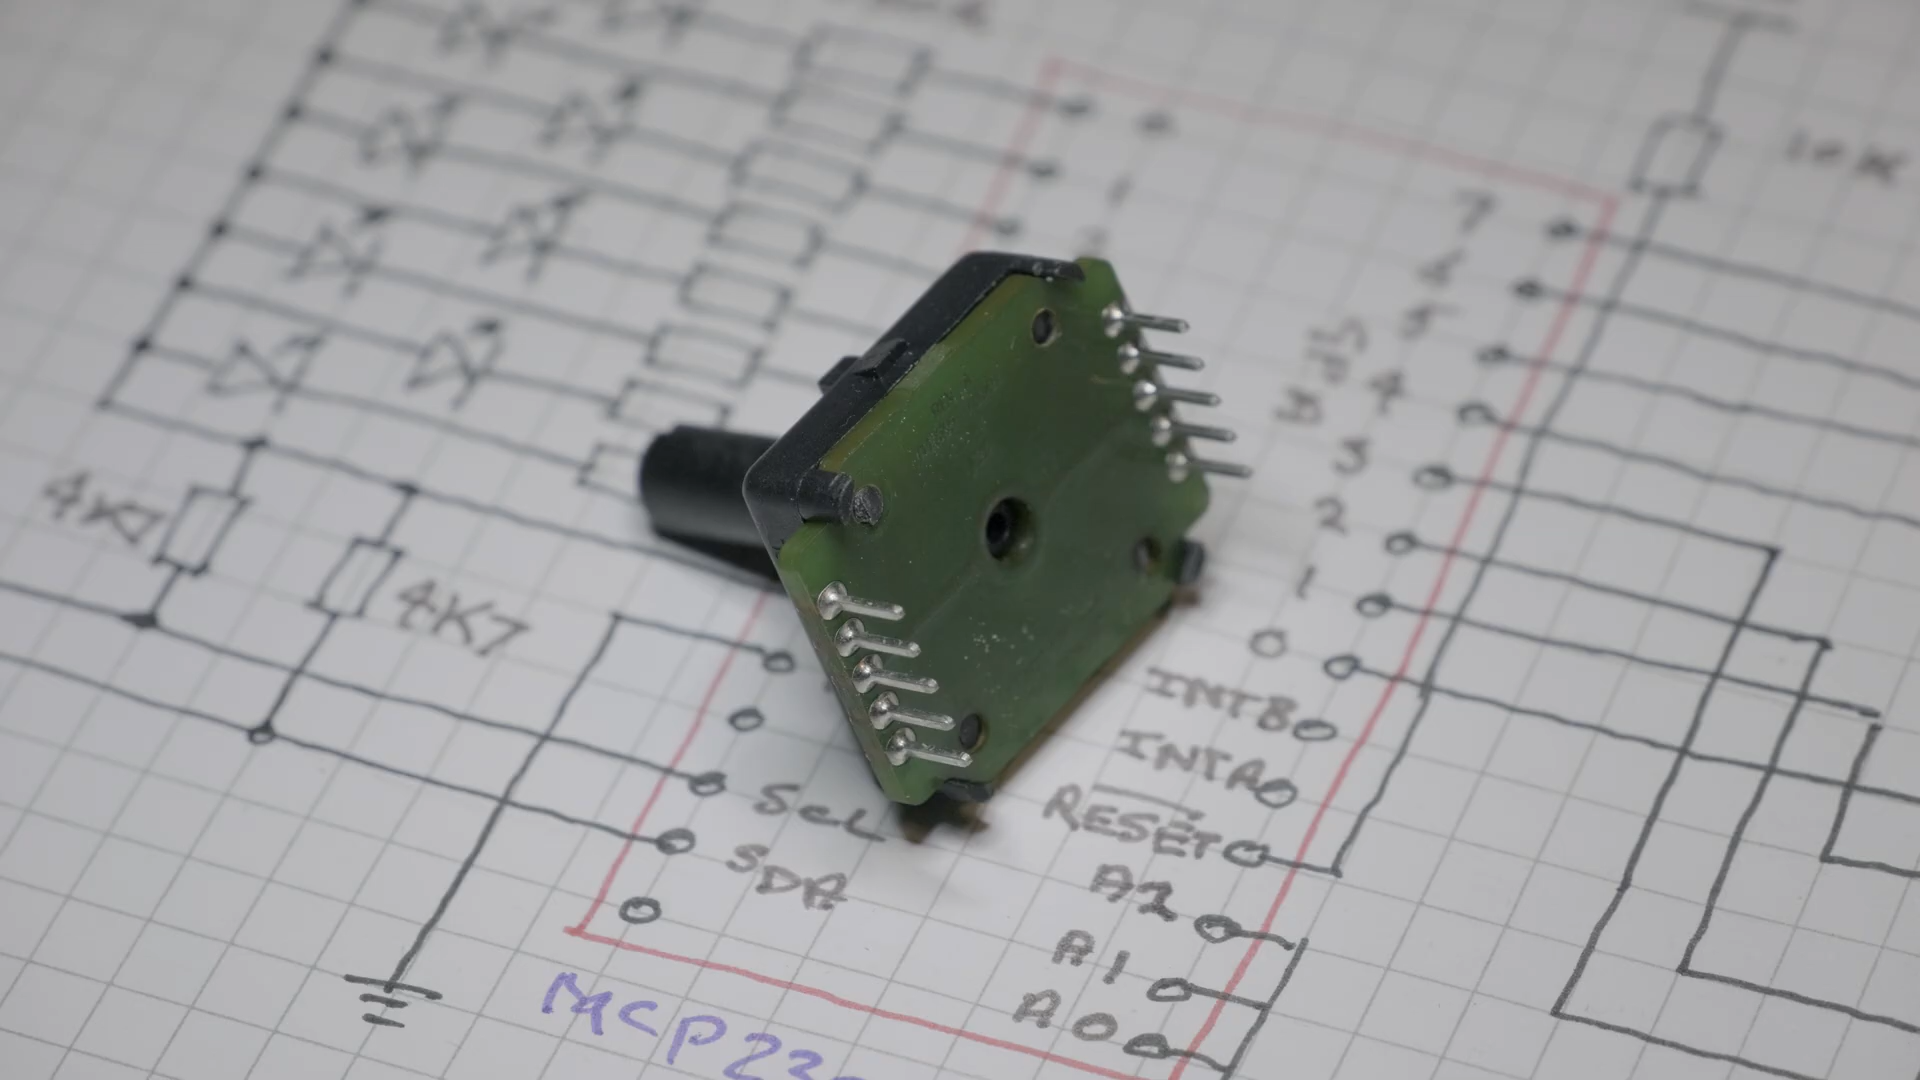 10K
7
6
5
4
3
2
1
0
4K7
4K7
INTB
INTA
RESET
SCL
SDA
A2
A1
A0
MCP23